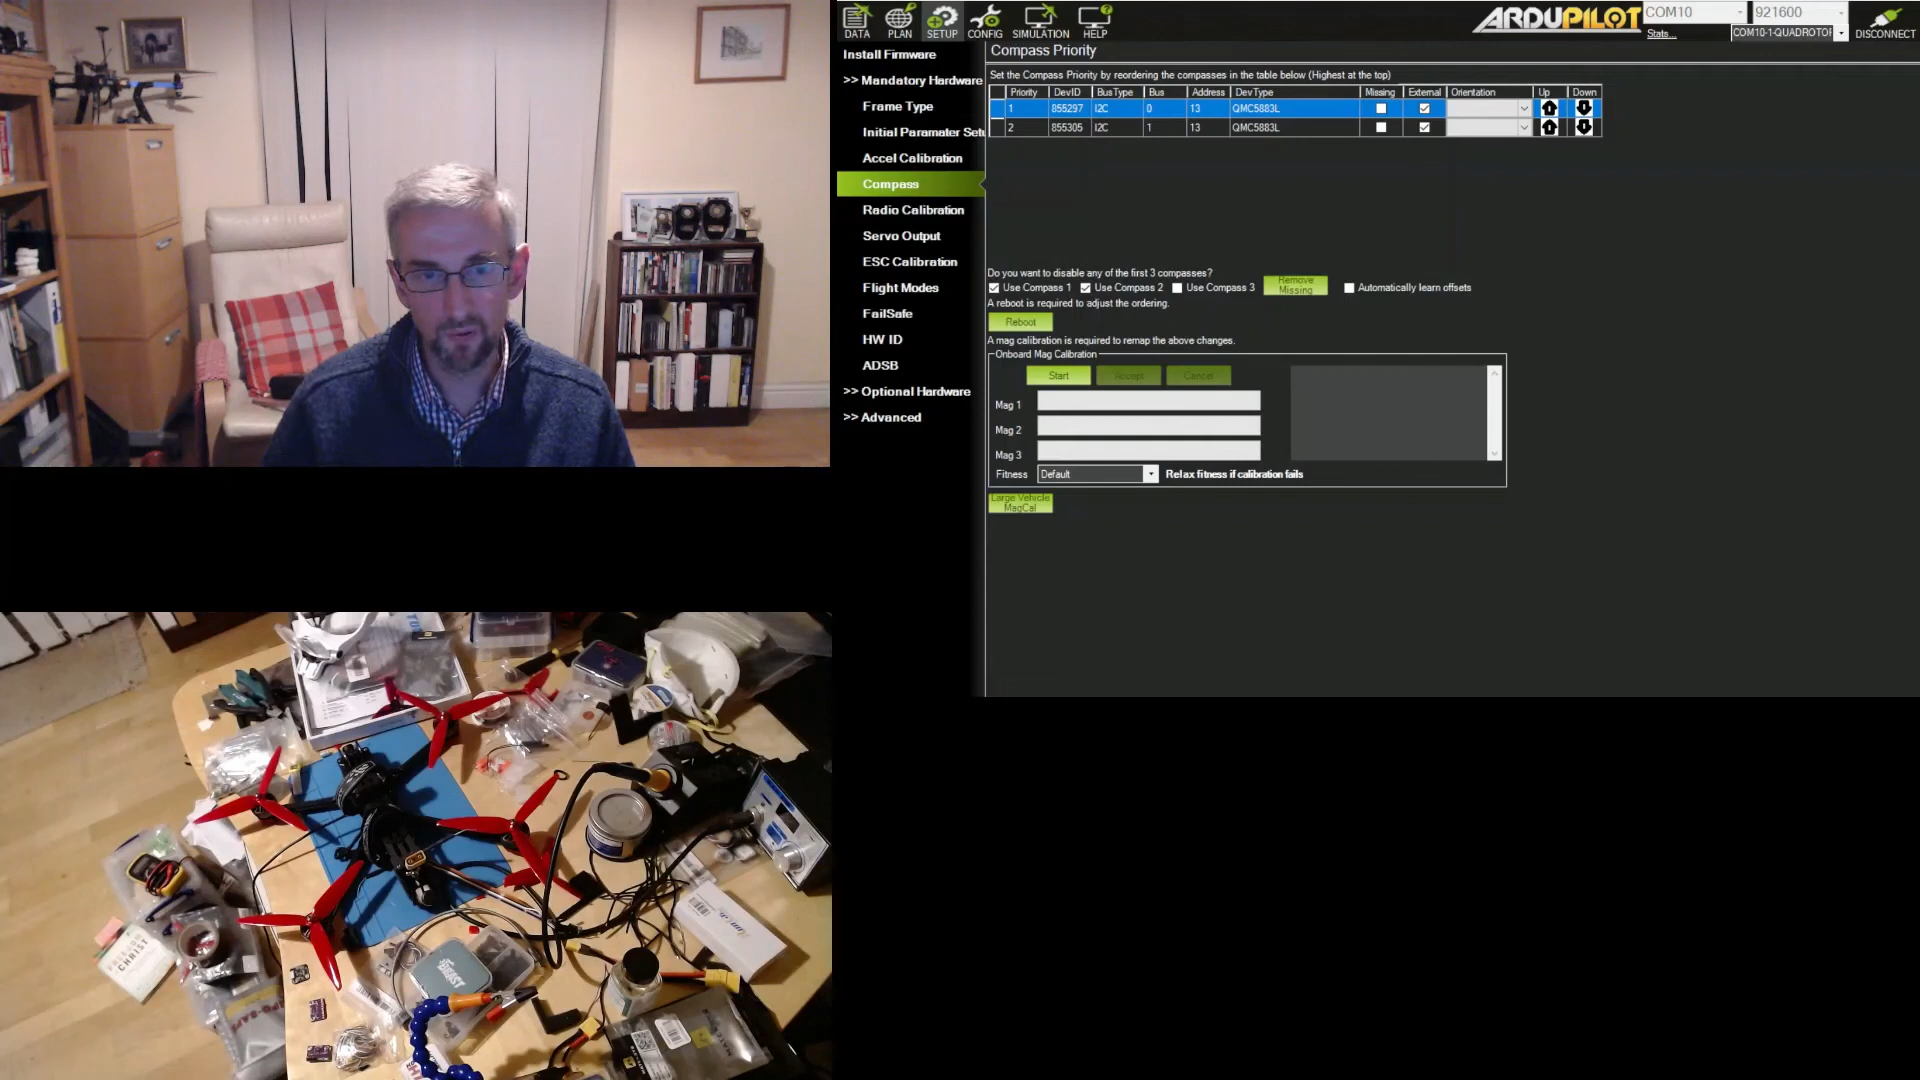 DATA
PLAN
SETUP
CONFIG
SIMULATION
HELP
ARDUPILOT
COM10
921600
Stats...
COM10-1-QUADROTOR
DISCONNECT
Install Firmware
>> Mandatory Hardware
Frame Type
Initial Paramater Setu
Accel Calibration
Compass
Radio Calibration
Servo Output
ESC Calibration
Flight Modes
FailSafe
HW ID
ADSB
>> Optional Hardware
>> Advanced
Compass Priority
Set the Compass Priority by reordering the compasses in the table below (Highest at the top)
Priority DevID BusType Bus Address DevType Missing External Orientation Up Down
1 855297 I2C 0 13 QMC5883L
2 855305 I2C 1 13 QMC5883L
Do you want to disable any of the first 3 compasses?
Use Compass 1 Use Compass 2 Use Compass 3 Remove Missing Automatically learn offsets
A reboot is required to adjust the ordering.
Reboot
A mag calibration is required to remap the above changes.
Onboard Mag Calibration
Start Accept Cancel
Mag 1
Mag 2
Mag 3
Fitness Default Relax fitness if calibration fails
Large Vehicle
MagCal
CHRIST
BEAST